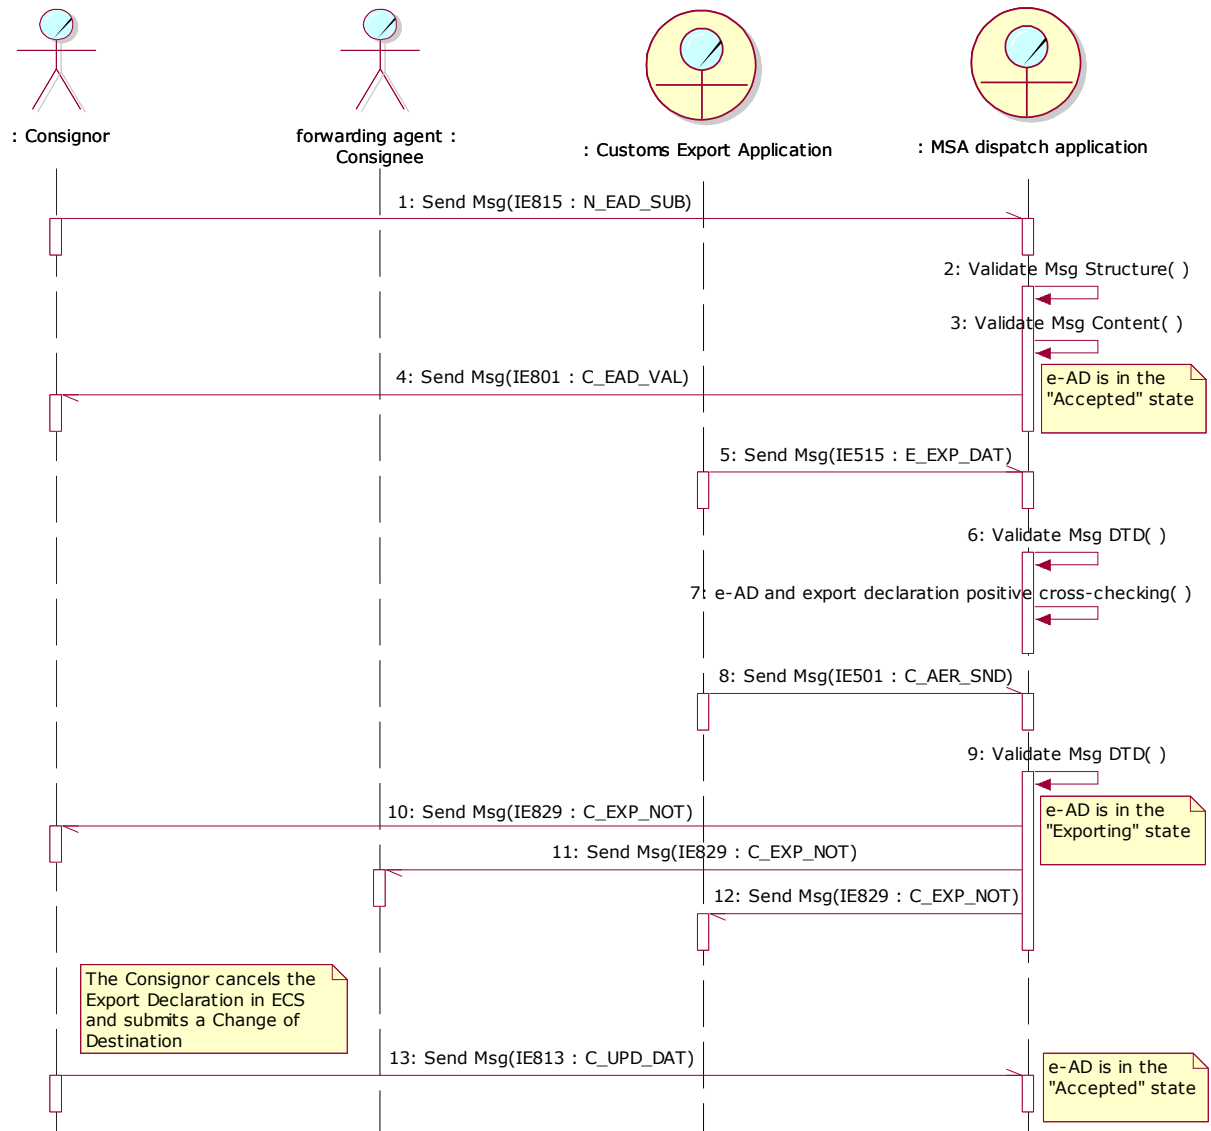 : Consignor
forwarding agent :
Consignee
: Customs Export Application
: MSA dispatch application
1: Send Msg(IE815 : N_EAD_SUB)
2: Validate Msg Structure( )
3: Validate Msg Content( )
e-AD is in the
"Accepted" state
4: Send Msg(IE801 : C_EAD_VAL)
5: Send Msg(IE515 : E_EXP_DAT)
6: Validate Msg DTD( )
7: e-AD and export declaration positive cross-checking( )
8: Send Msg(IE501 : C_AER_SND)
9: Validate Msg DTD( )
e-AD is in the
"Exporting" state
10: Send Msg(IE829 : C_EXP_NOT)
11: Send Msg(IE829 : C_EXP_NOT)
12: Send Msg(IE829 : C_EXP_NOT)
The Consignor cancels the
Export Declaration in ECS
and submits a Change of
Destination
13: Send Msg(IE813 : C_UPD_DAT)
e-AD is in the
"Accepted" state